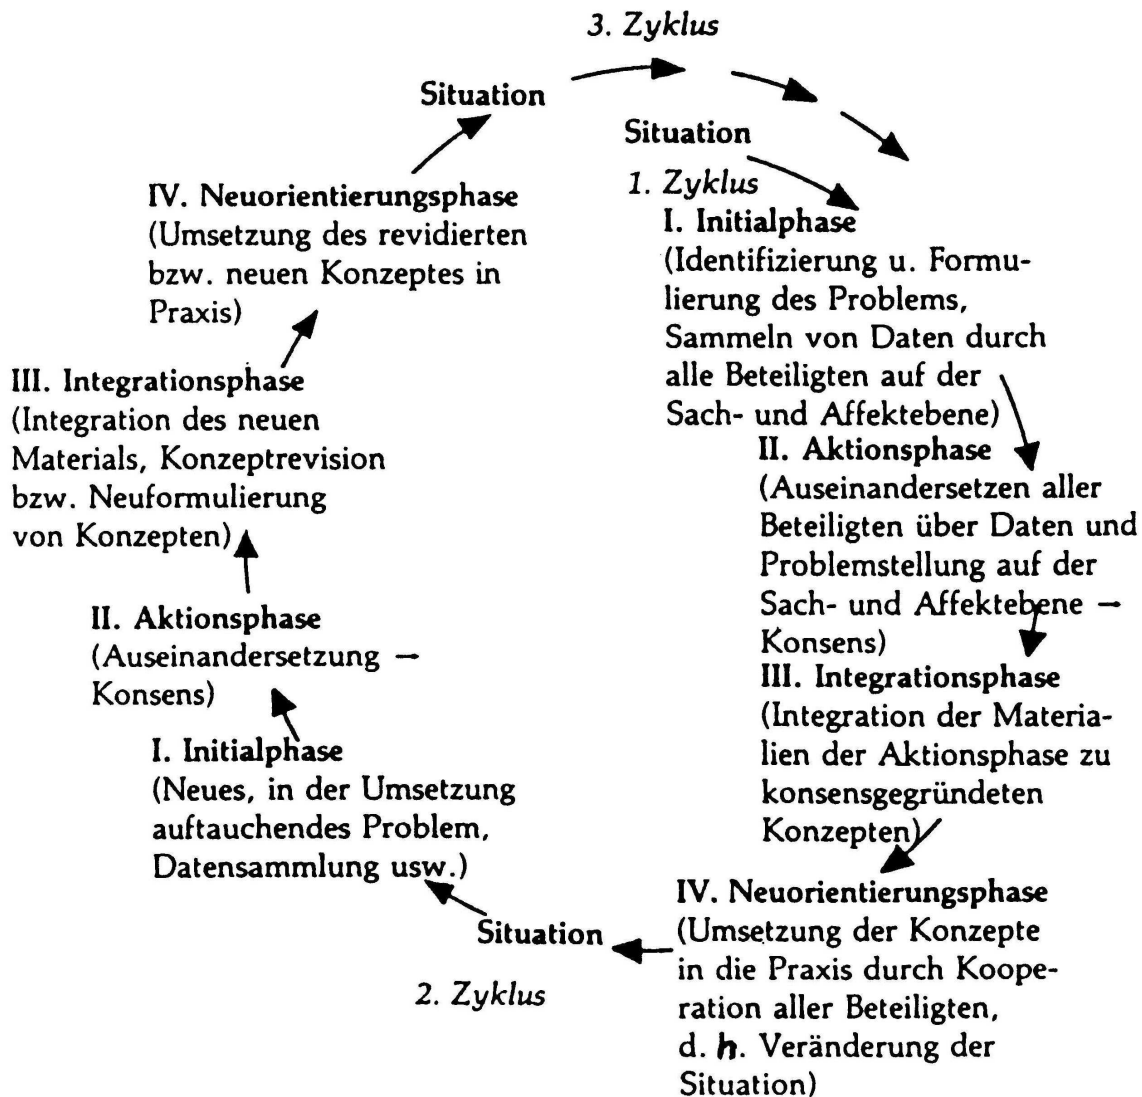 3. Zyklus
Situation
Situation
1. Zyklus
I. Initialphase
(Identifizierung u. Formu-
lierung des Problems,
Sammeln von Daten durch
alle Beteiligten auf der
Sach- und Affektebene)
II. Aktionsphase
(Auseinandersetzen aller
Beteiligten über Daten und
Problemstellung auf der
Sach- und Affektebene →
Konsens)
III. Integrationsphase
(Integration der Materia-
lien der Aktionsphase zu
konsensgegründeten
Konzepten)
IV. Neuorientierungsphase
(Umsetzung der Konzepte
in die Praxis durch Koope-
ration aller Beteiligten,
d. h. Veränderung der
Situation)
Situation
2. Zyklus
I. Initialphase
(Neues, in der Umsetzung
auftauchendes Problem,
Datensammlung usw.)
II. Aktionsphase
(Auseinandersetzung →
Konsens)
III. Integrationsphase
(Integration des neuen
Materials, Konzeptrevision
bzw. Neuformulierung
von Konzepten)
IV. Neuorientierungsphase
(Umsetzung des revidierten
bzw. neuen Konzeptes in
Praxis)